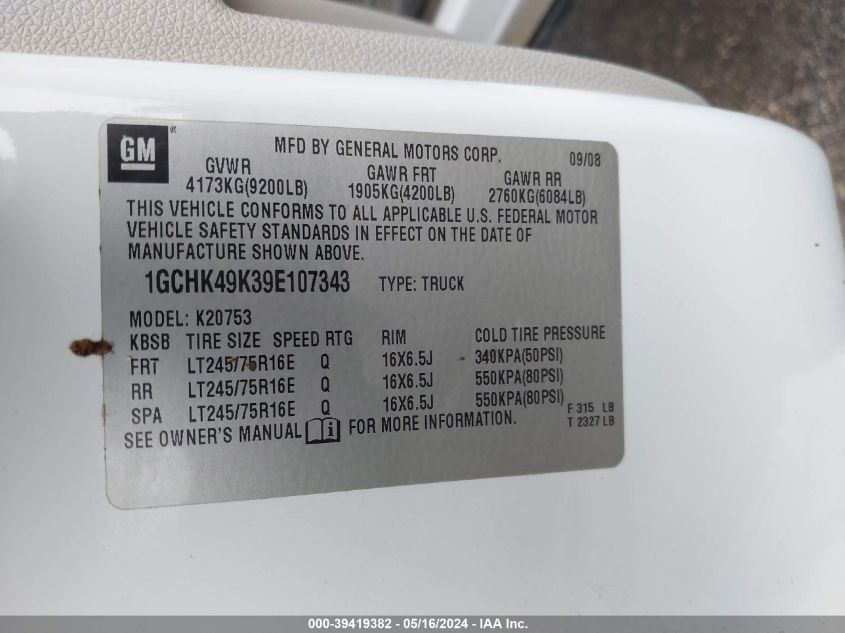 GM ®
MFD BY GENERAL MOTORS CORP. 09/08
GVWR GAWR FRT GAWR RR
4173KG(9200LB) 1905KG(4200LB) 2760KG(6084LB)
THIS VEHICLE CONFORMS TO ALL APPLICABLE U.S. FEDERAL MOTOR
VEHICLE SAFETY STANDARDS IN EFFECT ON THE DATE OF
MANUFACTURE SHOWN ABOVE.
1GCHK49K39E107343 TYPE: TRUCK
MODEL: K20753
KBSB TIRE SIZE SPEED RTG RIM COLD TIRE PRESSURE
FRT LT245/75R16E Q 16X6.5J 340KPA(50PSI)
RR LT245/75R16E Q 16X6.5J 550KPA(80PSI)
SPA LT245/75R16E Q 16X6.5J 550KPA(80PSI)
F 315 LB
T 2327 LB
SEE OWNER'S MANUAL i FOR MORE INFORMATION.
000-39419382 - 05/16/2024 - IAA Inc.